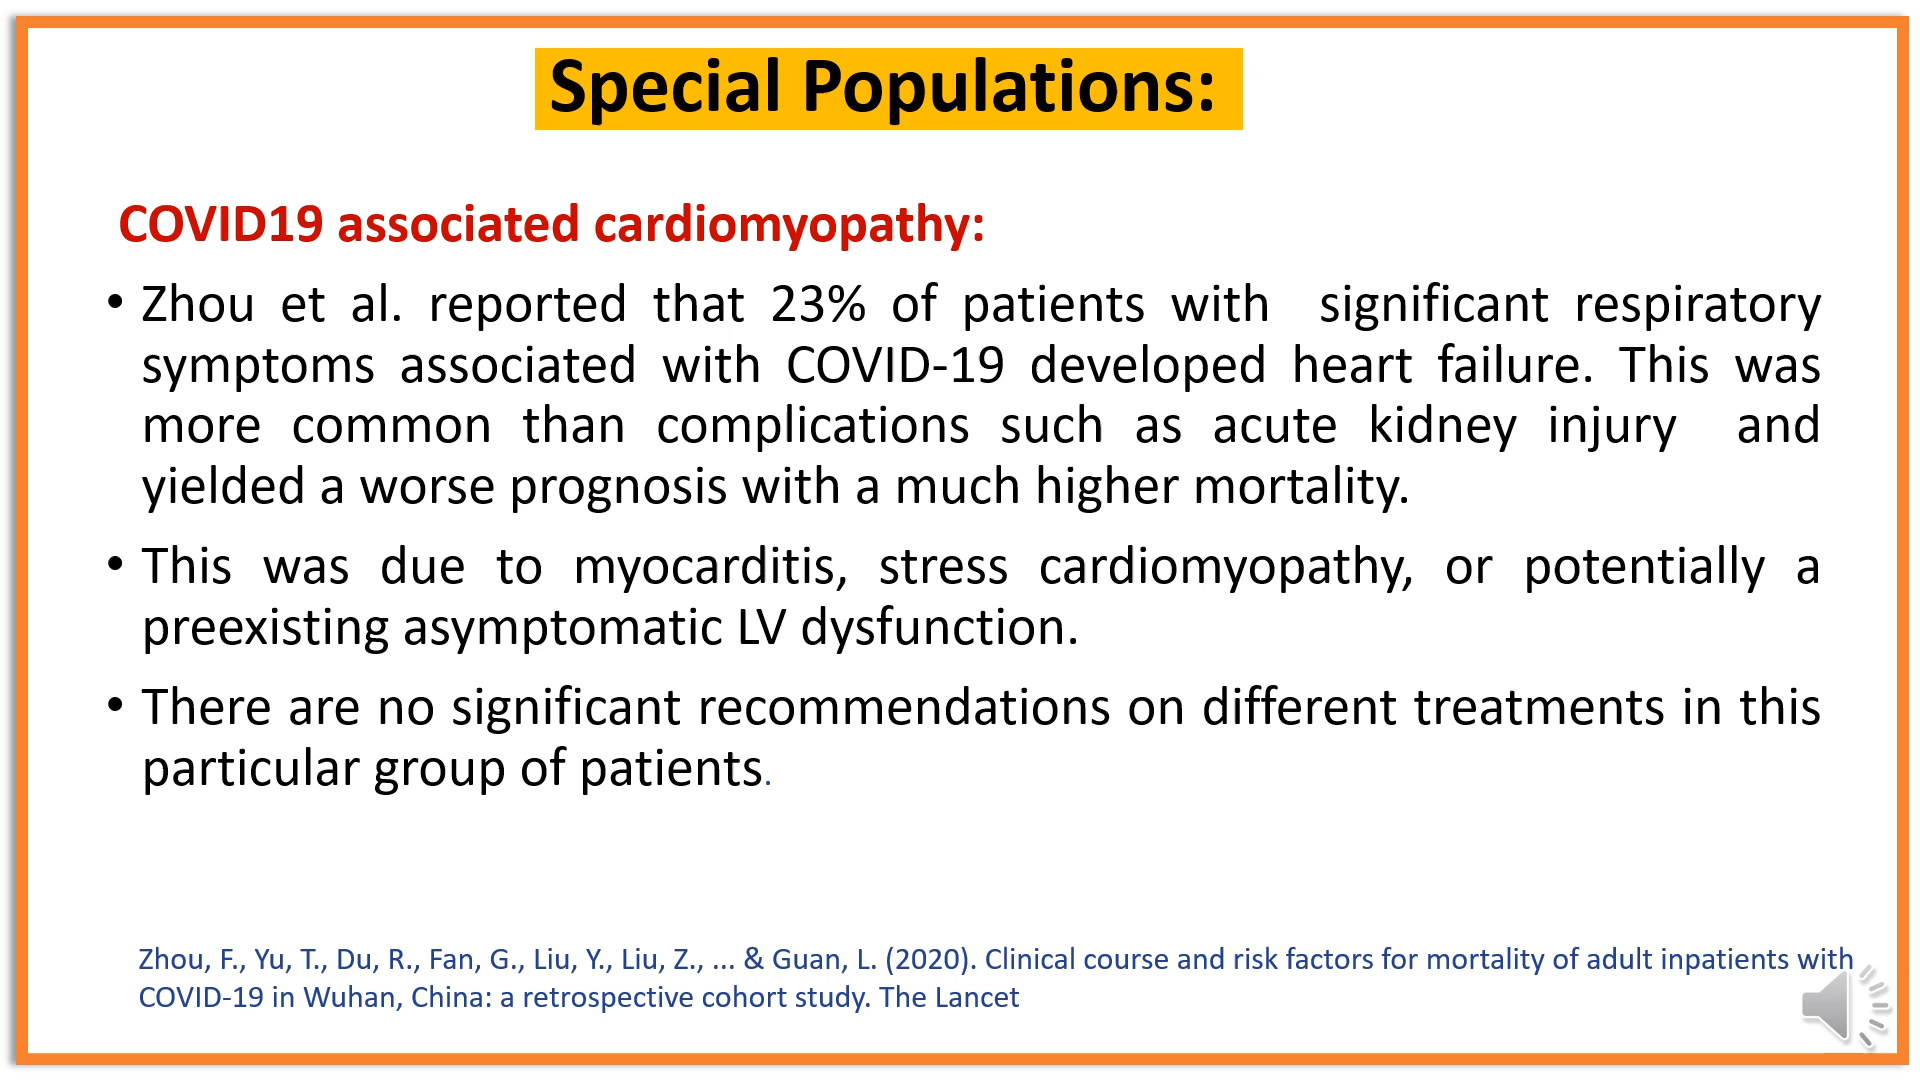 Special Populations:
COVID19 associated cardiomyopathy:
• Zhou et al. reported that 23% of patients with significant respiratory
symptoms associated with COVID-19 developed heart failure. This was
more common than complications such as acute kidney injury and
yielded a worse prognosis with a much higher mortality.
• This was due to myocarditis, stress cardiomyopathy, or potentially a
preexisting asymptomatic LV dysfunction.
• There are no significant recommendations on different treatments in this
particular group of patients.
Zhou, F., Yu, T., Du, R., Fan, G., Liu, Y., Liu, Z., ... & Guan, L. (2020). Clinical course and risk factors for mortality of adult inpatients with
COVID-19 in Wuhan, China: a retrospective cohort study. The Lancet